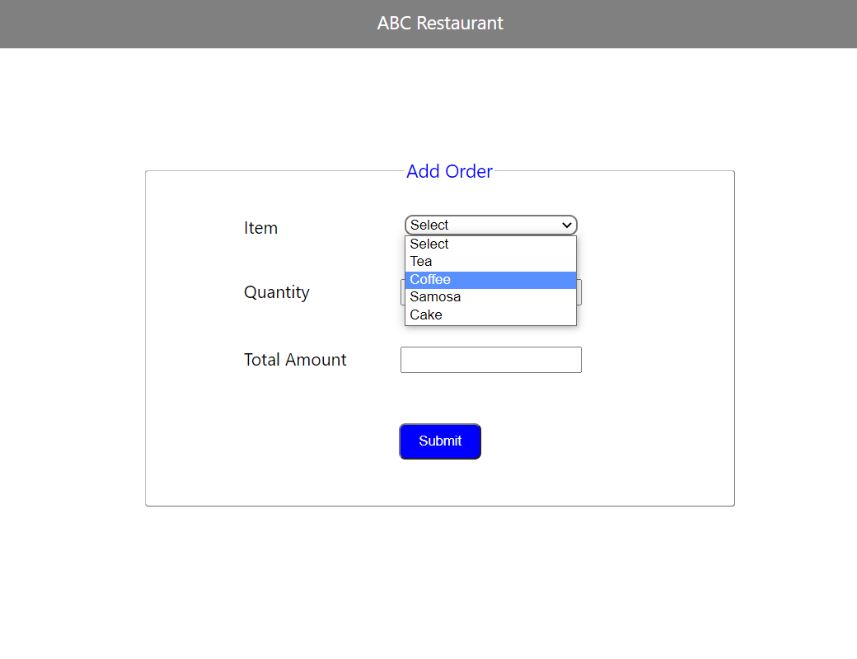 ABC Restaurant
Add Order
Item
Select
Select
Tea
Coffee
Samosa
Cake
Quantity
Total Amount
Submit